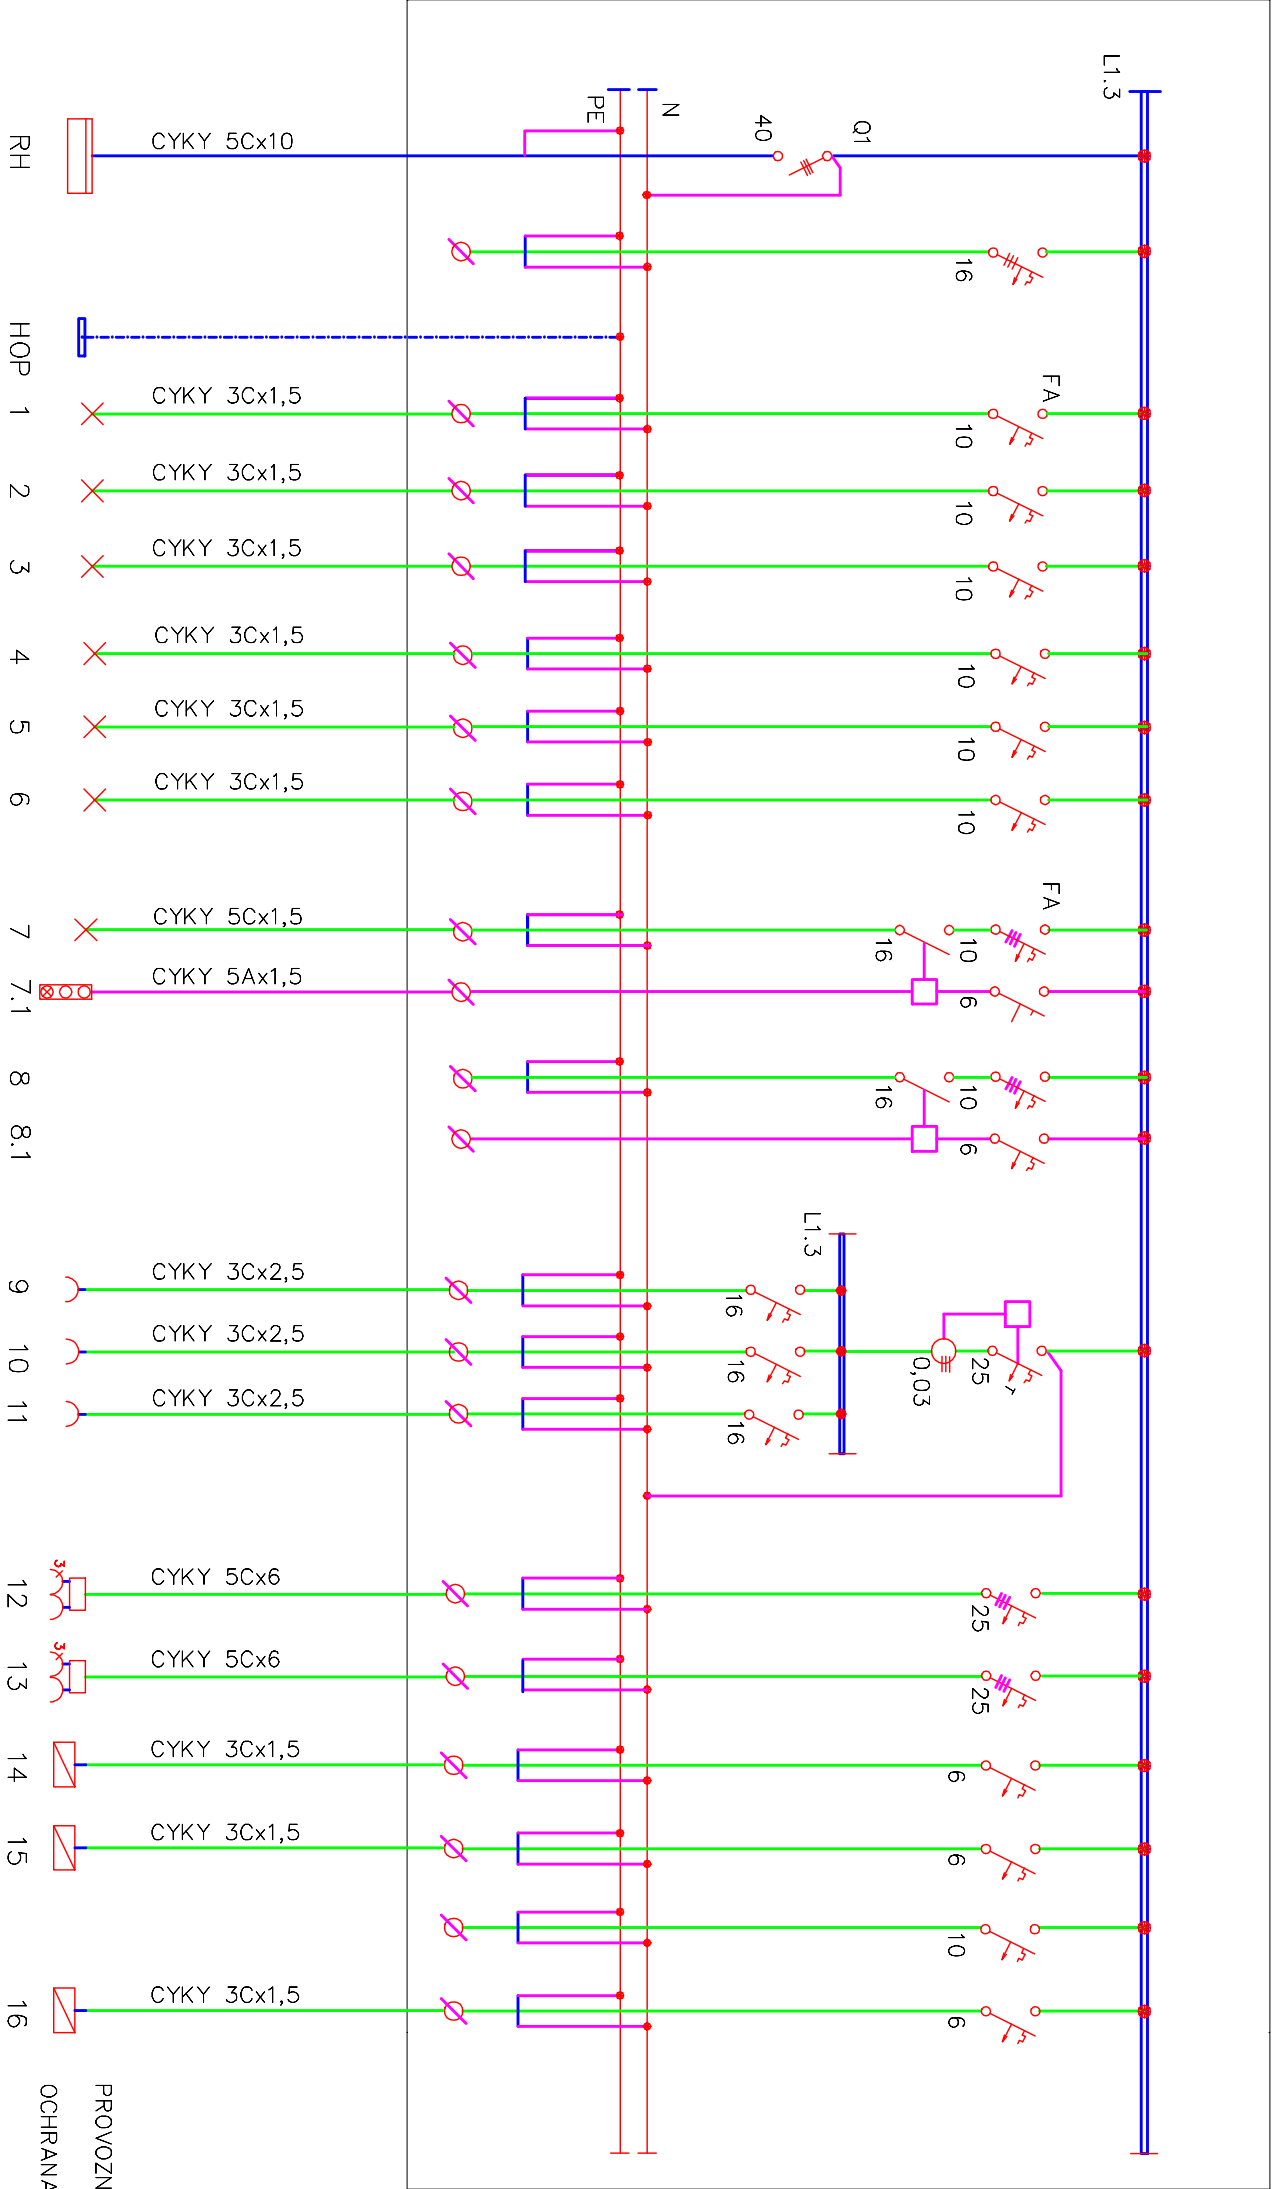 L1.3
N
PE
Q1
40
CYKY 5Cx10
RH
16
HOP
FA
10
CYKY 3Cx1,5
1
10
CYKY 3Cx1,5
2
10
CYKY 3Cx1,5
3
10
CYKY 3Cx1,5
4
10
CYKY 3Cx1,5
5
10
CYKY 3Cx1,5
6
FA
10
16
CYKY 5Cx1,5
7
6
CYKY 5Ax1,5
7.1
10
16
8
6
8.1
L1.3
16
CYKY 3Cx2,5
9
25
0,03
16
CYKY 3Cx2,5
10
16
CYKY 3Cx2,5
11
25
CYKY 5Cx6
3x
12
25
CYKY 5Cx6
3x
13
6
CYKY 3Cx1,5
14
6
CYKY 3Cx1,5
15
10
6
CYKY 3Cx1,5
16
PROVOZN
OCHRANA